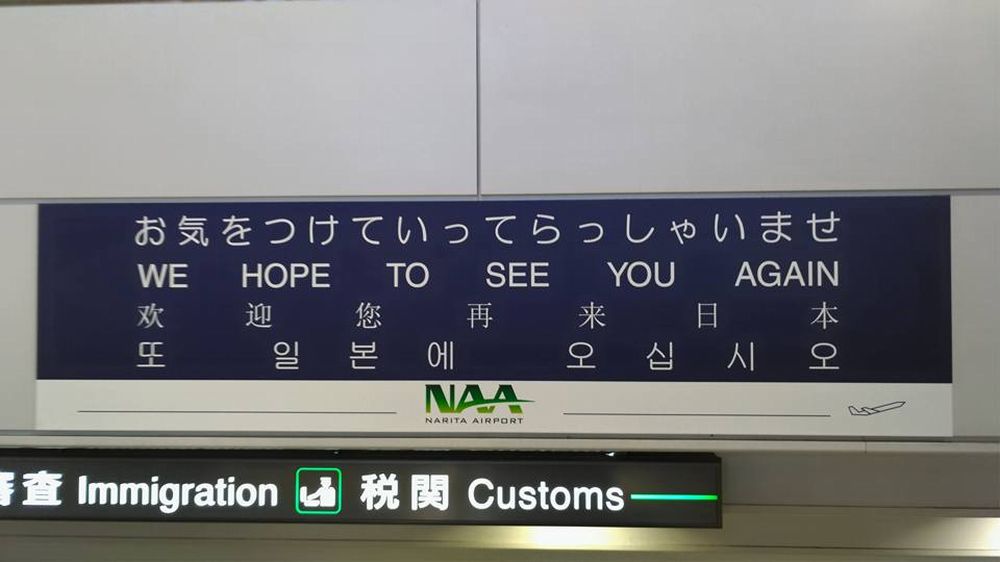 お気をつけていってらっしゃいませ
WE HOPE TO SEE YOU AGAIN
欢迎您再来日本
또 일본에 오십시오
NAA
NARITA AIRPORT
審査 Immigration 税関 Customs